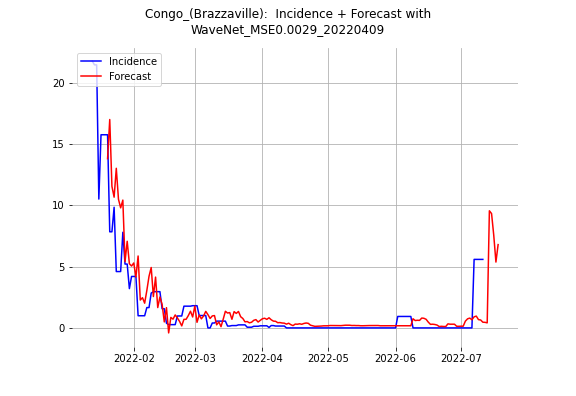 Congo_(Brazzaville):  Incidence + Forecast with
WaveNet_MSE0.0029_20220409
Incidence
Forecast
20
15
10
5
0
2022-02
2022-03
2022-04
2022-05
2022-06
2022-07